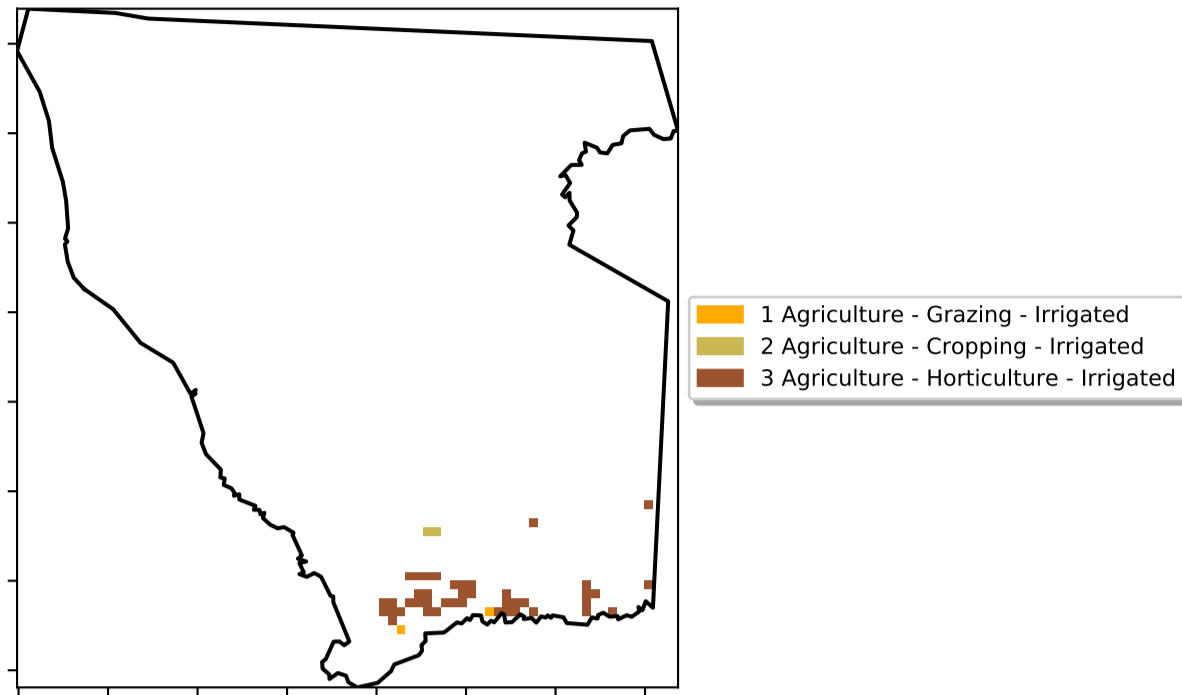 1 Agriculture - Grazing - Irrigated
2 Agriculture - Cropping - Irrigated
3 Agriculture - Horticulture - Irrigated